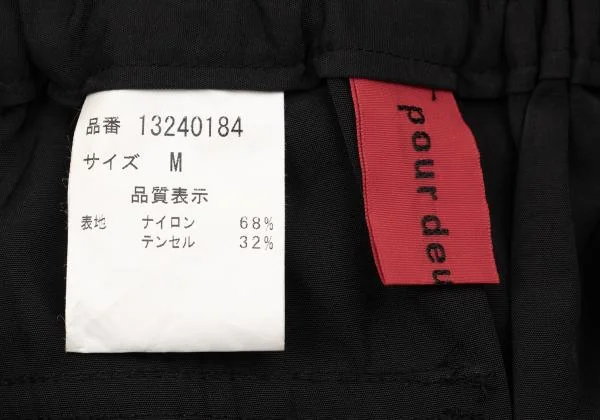 品番 13240184
サイズ M
品質表示
表地 ナイロン 68%
テンセル 32%
pour deu